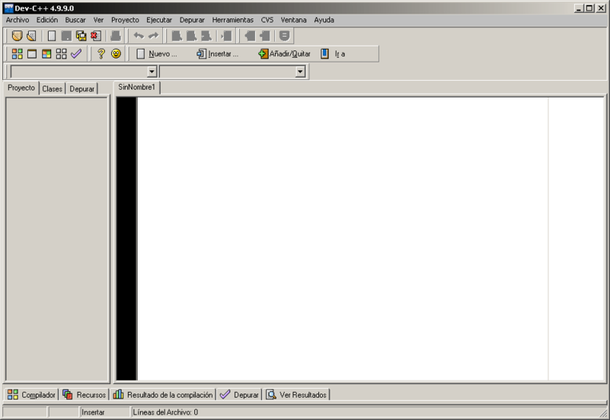 Dev-C++ 4.9.9.0
Archivo Edición Buscar Ver Proyecto Ejecutar Depurar Herramientas CVS Ventana Ayuda
Nuevo ... Insertar ... Añadir/Quitar Ir a
Proyecto Clases Depurar SinNombre1
Compilador Recursos Resultado de la compilación Depurar Ver Resultados
Insertar Líneas del Archivo: 0